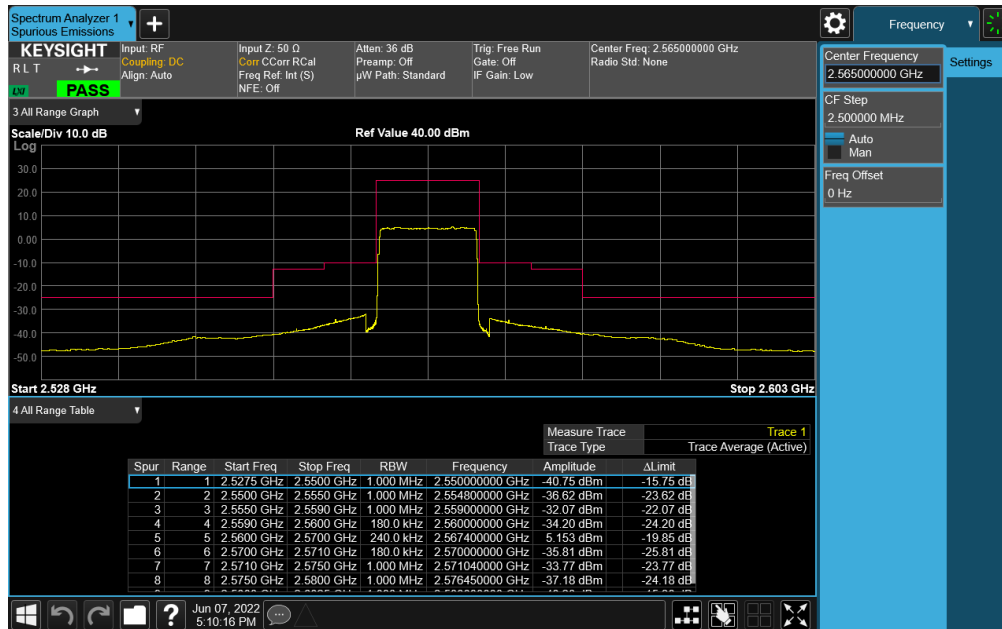 Spectrum Analyzer 1
Spurious Emissions
Frequency
KEYSIGHT
Input: RF
Coupling: DC
Align: Auto
Input Z: 50 Ω
Corr CCorr RCal
Freq Ref: Int (S)
NFE: Off
Atten: 36 dB
Preamp: Off
µW Path: Standard
Trig: Free Run
Gate: Off
IF Gain: Low
Center Freq: 2.565000000 GHz
Radio Std: None
R L T
LXI
PASS
Center Frequency
2.565000000 GHz
Settings
CF Step
2.500000 MHz
Auto
Man
Freq Offset
0 Hz
3 All Range Graph
Scale/Div 10.0 dB
Ref Value 40.00 dBm
Log
30.0
20.0
10.0
0.00
-10.0
-20.0
-30.0
-40.0
-50.0
Start 2.528 GHz
Stop 2.603 GHz
4 All Range Table
Measure Trace Trace 1
Trace Type Trace Average (Active)
Spur Range Start Freq Stop Freq RBW Frequency Amplitude ΔLimit
1 1 2.5275 GHz 2.5500 GHz 1.000 MHz 2.550000000 GHz -40.75 dBm -15.75 dB
2 2 2.5500 GHz 2.5550 GHz 1.000 MHz 2.554800000 GHz -36.62 dBm -23.62 dB
3 3 2.5550 GHz 2.5590 GHz 1.000 MHz 2.559000000 GHz -32.07 dBm -22.07 dB
4 4 2.5590 GHz 2.5600 GHz 180.0 kHz 2.560000000 GHz -34.20 dBm -24.20 dB
5 5 2.5600 GHz 2.5700 GHz 240.0 kHz 2.567400000 GHz 5.153 dBm -19.85 dB
6 6 2.5700 GHz 2.5710 GHz 180.0 kHz 2.570000000 GHz -35.81 dBm -25.81 dB
7 7 2.5710 GHz 2.5750 GHz 1.000 MHz 2.571040000 GHz -33.77 dBm -23.77 dB
8 8 2.5750 GHz 2.5800 GHz 1.000 MHz 2.576450000 GHz -37.18 dBm -24.18 dB
Jun 07, 2022
5:10:16 PM